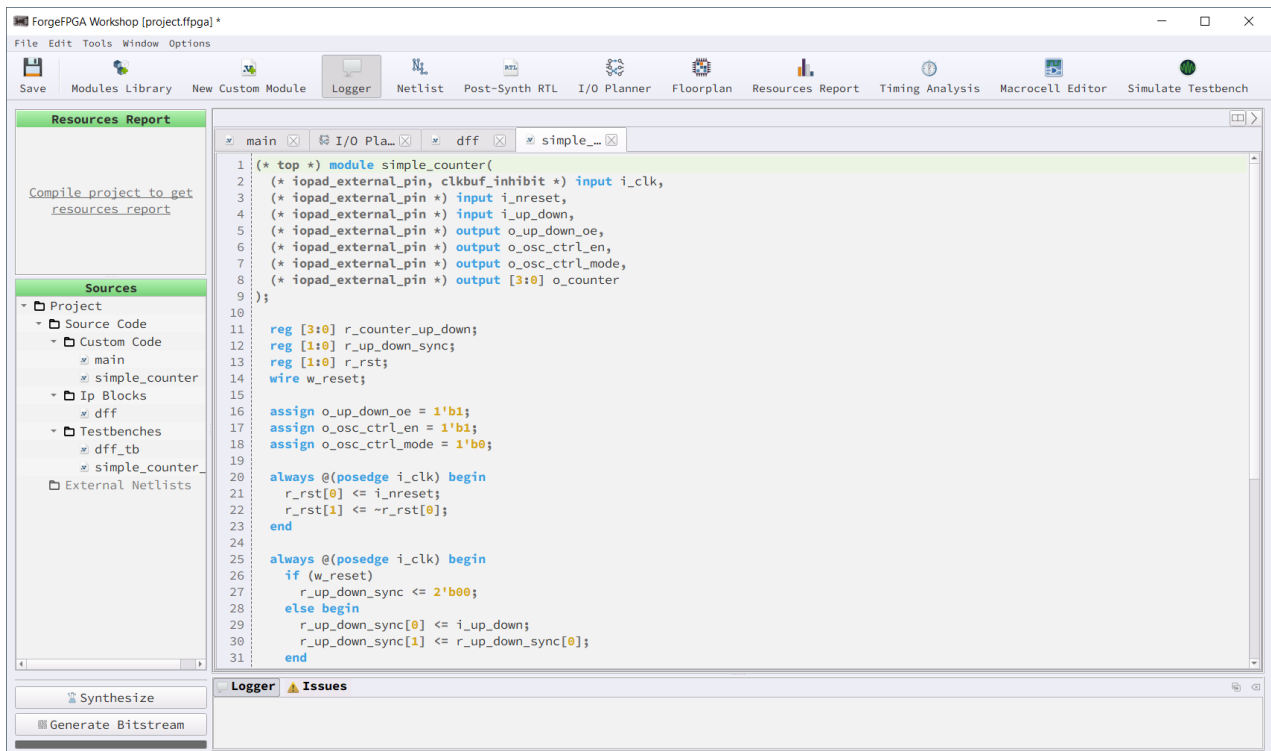 ForgeFPGA Workshop [project.ffpga] *
File Edit Tools Window Options
Save Modules Library New Custom Module Logger Netlist Post-Synth RTL I/O Planner Floorplan Resources Report Timing Analysis Macrocell Editor Simulate Testbench
Resources Report
Compile project to get
resources report
Sources
Project
Source Code
Custom Code
main
simple_counter
Ip Blocks
dff
Testbenches
dff_tb
simple_counter_
External Netlists
Synthesize
Generate Bitstream
main I/O Pla… dff simple_…
1 (* top *) module simple_counter(
2 (* iopad_external_pin, clkbuf_inhibit *) input i_clk,
3 (* iopad_external_pin *) input i_nreset,
4 (* iopad_external_pin *) input i_up_down,
5 (* iopad_external_pin *) output o_up_down_oe,
6 (* iopad_external_pin *) output o_osc_ctrl_en,
7 (* iopad_external_pin *) output o_osc_ctrl_mode,
8 (* iopad_external_pin *) output [3:0] o_counter
9 );
10
11 reg [3:0] r_counter_up_down;
12 reg [1:0] r_up_down_sync;
13 reg [1:0] r_rst;
14 wire w_reset;
15
16 assign o_up_down_oe = 1'b1;
17 assign o_osc_ctrl_en = 1'b1;
18 assign o_osc_ctrl_mode = 1'b0;
19
20 always @(posedge i_clk) begin
21 r_rst[0] <= i_nreset;
22 r_rst[1] <= ~r_rst[0];
23 end
24
25 always @(posedge i_clk) begin
26 if (w_reset)
27 r_up_down_sync <= 2'b00;
28 else begin
29 r_up_down_sync[0] <= i_up_down;
30 r_up_down_sync[1] <= r_up_down_sync[0];
31 end
Logger Issues